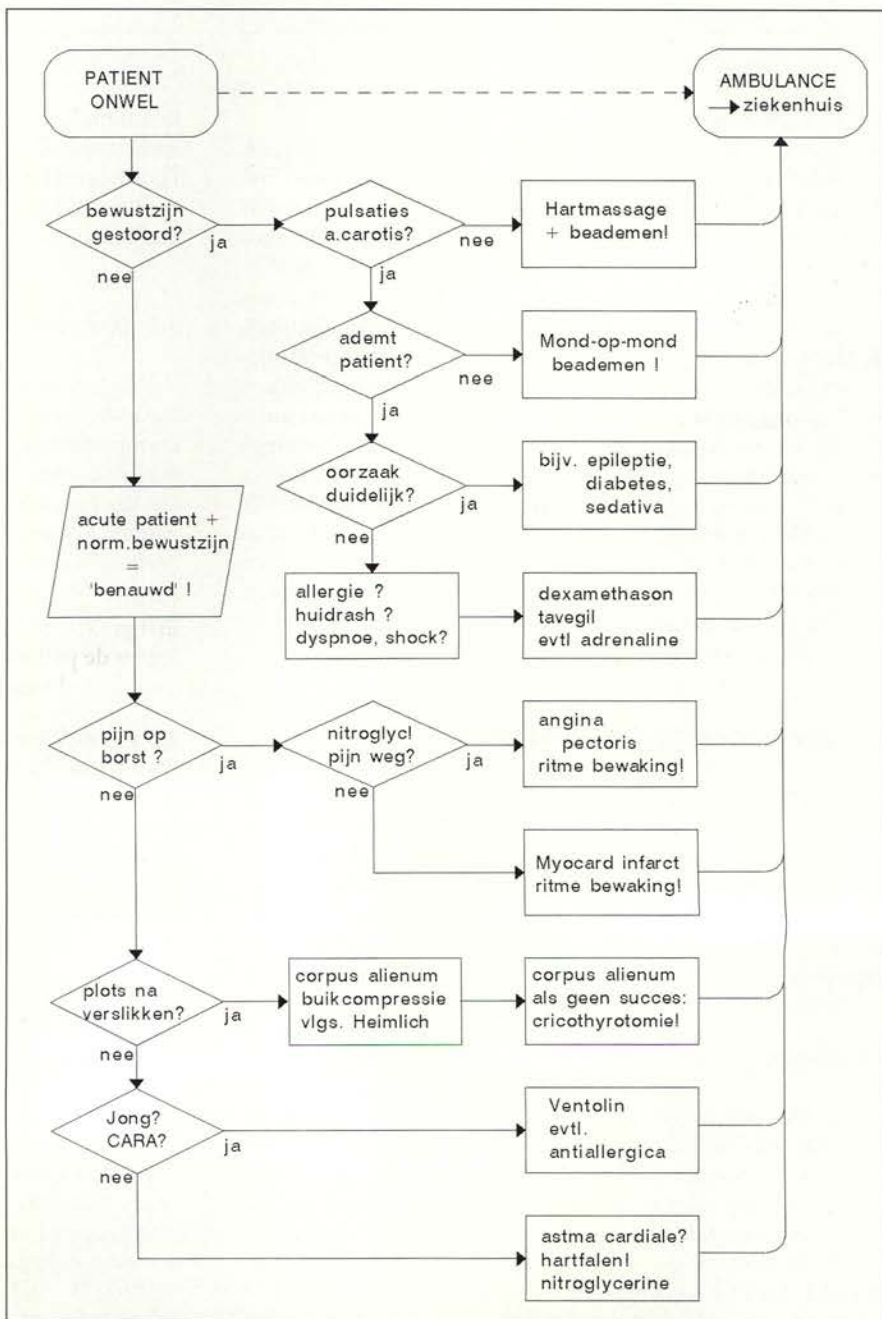 PATIENT
ONWEL
AMBULANCE
→ziekenhuis
bewustzijn
gestoord?
ja
nee
pulsaties
a.carotis?
nee
ja
Hartmassage
+ beademen!
ademt
patient?
nee
ja
Mond-op-mond
beademen !
oorzaak
duidelijk?
ja
nee
bijv. epileptie,
diabetes,
sedativa
acute patient +
norm.bewustzijn
=
'benauwd' !
allergie ?
huidrash ?
dyspnoe, shock?
dexamethason
tavegil
evtl adrenaline
pijn op
borst ?
ja
nee
nitroglycl
pijn weg?
ja
nee
angina
pectoris
ritme bewaking!
Myocard infarct
ritme bewaking!
plots na
verslikken?
ja
nee
corpus alienum
buikcompressie
vlgs. Heimlich
corpus alienum
als geen succes:
cricothyrotomie!
Jong?
CARA?
ja
nee
Ventolin
evtl.
antiallergica
astma cardiale?
hartfalen!
nitroglycerine